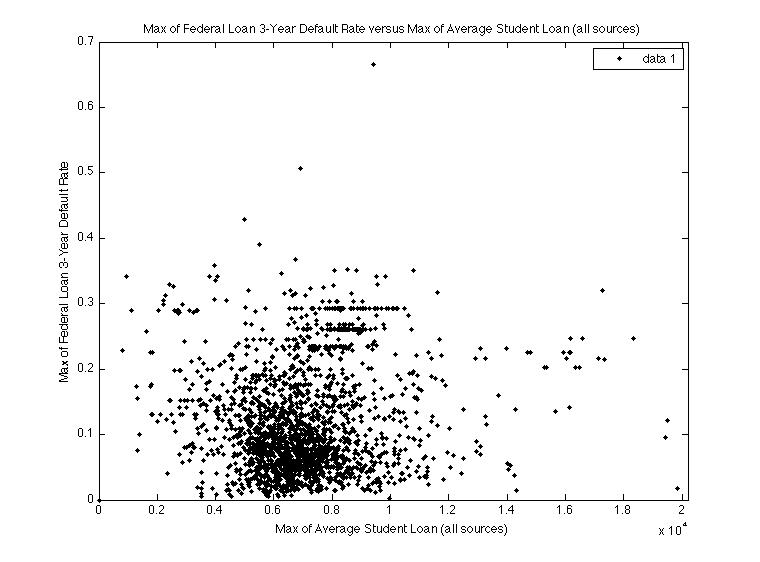 Max of Federal Loan 3-Year Default Rate versus Max of Average Student Loan (all sources)
data 1
0.7
0.6
0.5
0.4
0.3
0.2
0.1
0
Max of Federal Loan 3-Year Default Rate
0 0.2 0.4 0.6 0.8 1 1.2 1.4 1.6 1.8 2
Max of Average Student Loan (all sources)
x 10^4